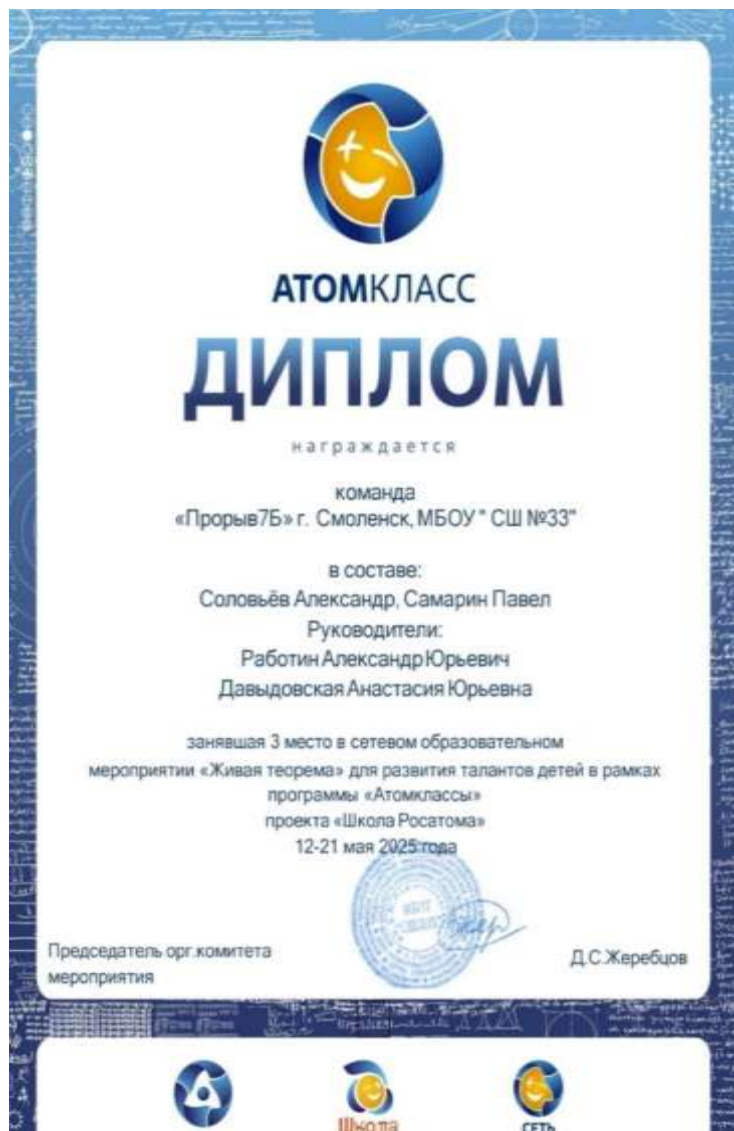 АТОМКЛАСС
ДИПЛОМ
награждается
команда
«Прорыв7Б» г. Смоленск, МБОУ " СШ №33"
в составе:
Соловьёв Александр, Самарин Павел
Руководители:
Работин Александр Юрьевич
Давыдовская Анастасия Юрьевна
занявшая 3 место в сетевом образовательном
мероприятии «Живая теорема» для развития талантов детей в рамках
программы «Атомклассы»
проекта «Школа Росатома»
12-21 мая 2025 года
Председатель орг.комитета
мероприятия
Д.С.Жеребцов
Школа
СЕТЬ